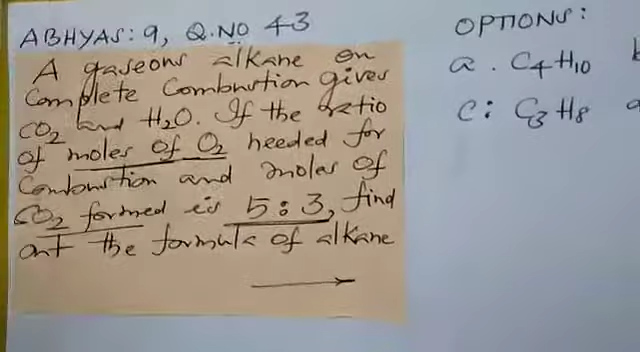 ABHYAS: 9, Q.NO 43
A gaseons alkane on
Complete Combustion gives
CO2 and H2O. If the ratio
of moles of O2 needed for
Combustion and moles of
CO2 formed is 5:3, find
out the formula of alkane
OPTIONS:
a. C4H10
C: C3H8